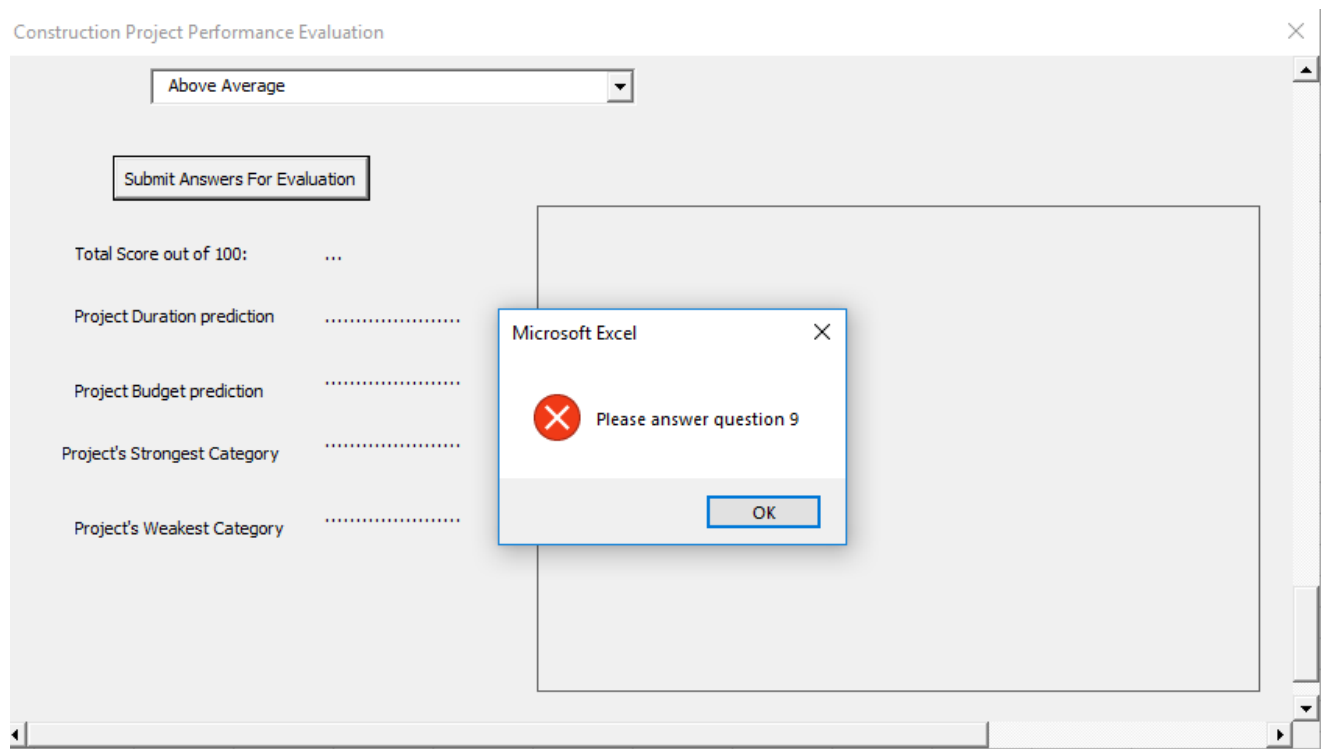 Construction Project Performance Evaluation
Above Average
Submit Answers For Evaluation
Total Score out of 100: ...
Project Duration prediction ......................
Microsoft Excel
Project Budget prediction ......................
Please answer question 9
Project's Strongest Category ......................
OK
Project's Weakest Category ......................